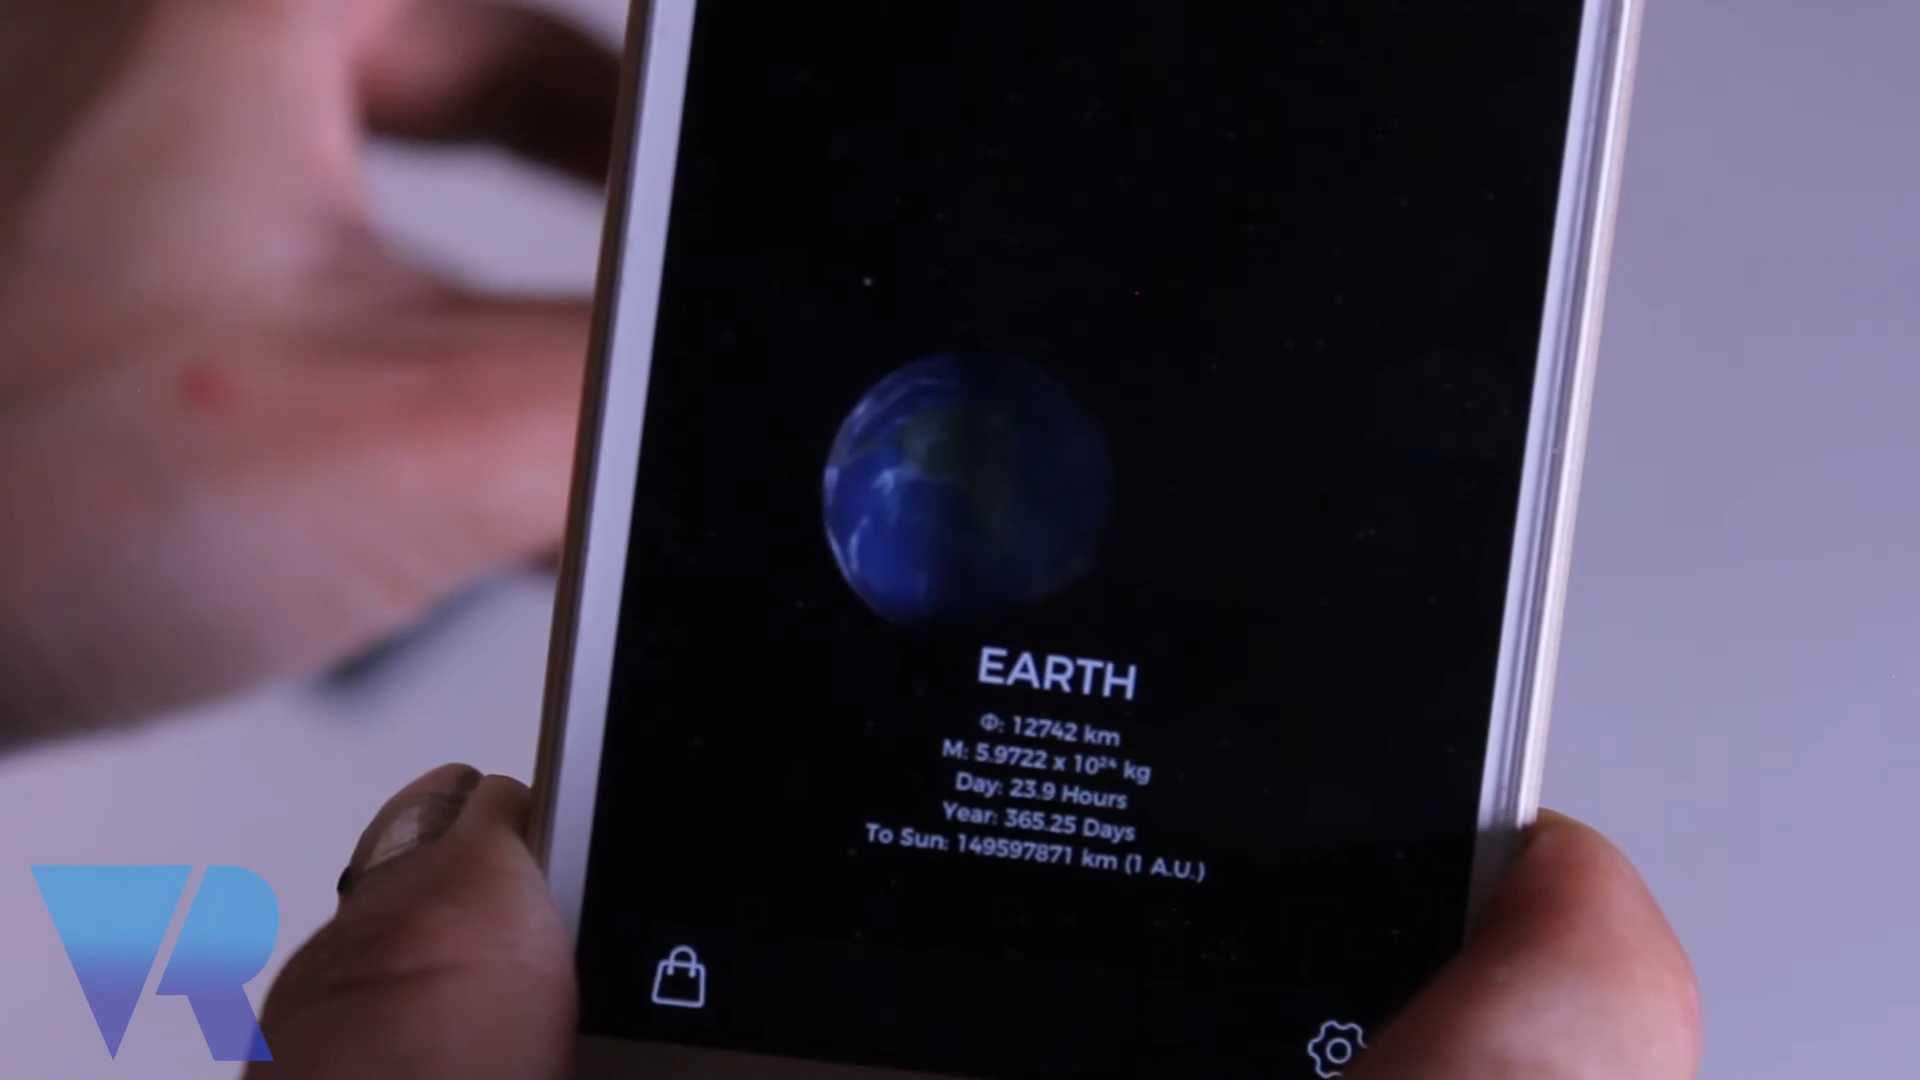 EARTH
Φ: 12742 km
M: 5.9722 x 10²⁴ kg
Day: 23.9 Hours
Year: 365.25 Days
To Sun: 149597871 km (1 A.U.)
VR